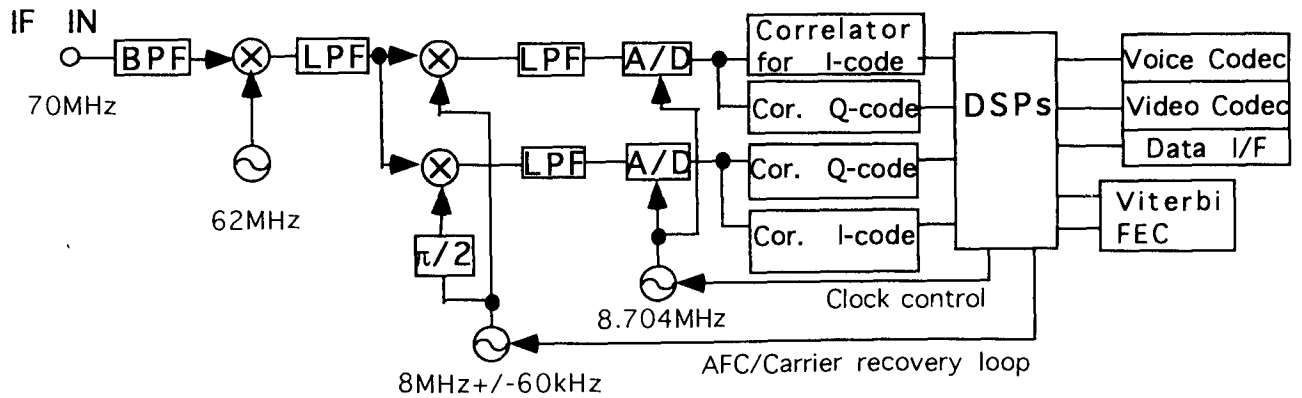 IF IN
BPF
LPF
LPF
A/D
Correlator
for I-code
DSPs
Voice Codec
70MHz
Cor. Q-code
Video Codec
LPF
A/D
Cor. Q-code
Data I/F
62MHz
Cor. I-code
Viterbi
FEC
π/2
8.704MHz
Clock control
8MHz+/-60kHz
AFC/Carrier recovery loop